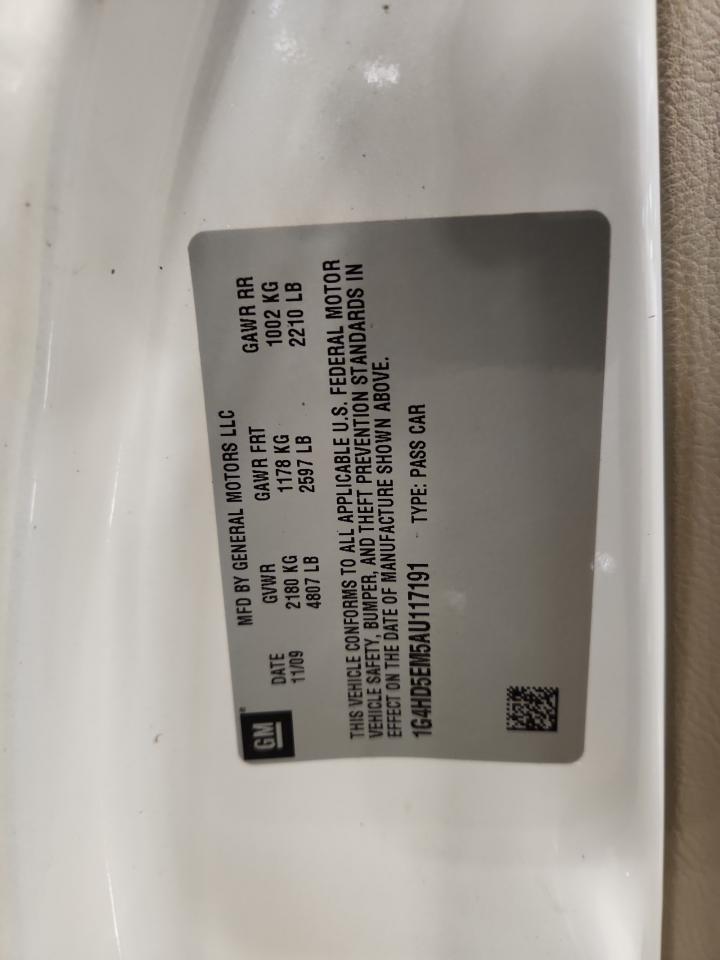 MFD BY GENERAL MOTORS LLC
GM®
DATE GVWR GAWR FRT GAWR RR
11/09 2180 KG 1178 KG 1002 KG
4807 LB 2597 LB 2210 LB
THIS VEHICLE CONFORMS TO ALL APPLICABLE U.S. FEDERAL MOTOR
VEHICLE SAFETY, BUMPER, AND THEFT PREVENTION STANDARDS IN
EFFECT ON THE DATE OF MANUFACTURE SHOWN ABOVE.
1G4HD5EM5AU117191 TYPE: PASS CAR